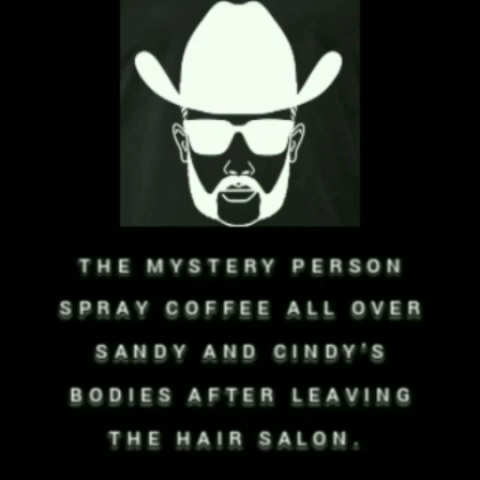 THE MYSTERY PERSON
SPRAY COFFEE ALL OVER
SANDY AND CINDY'S
BODIES AFTER LEAVING
THE HAIR SALON.